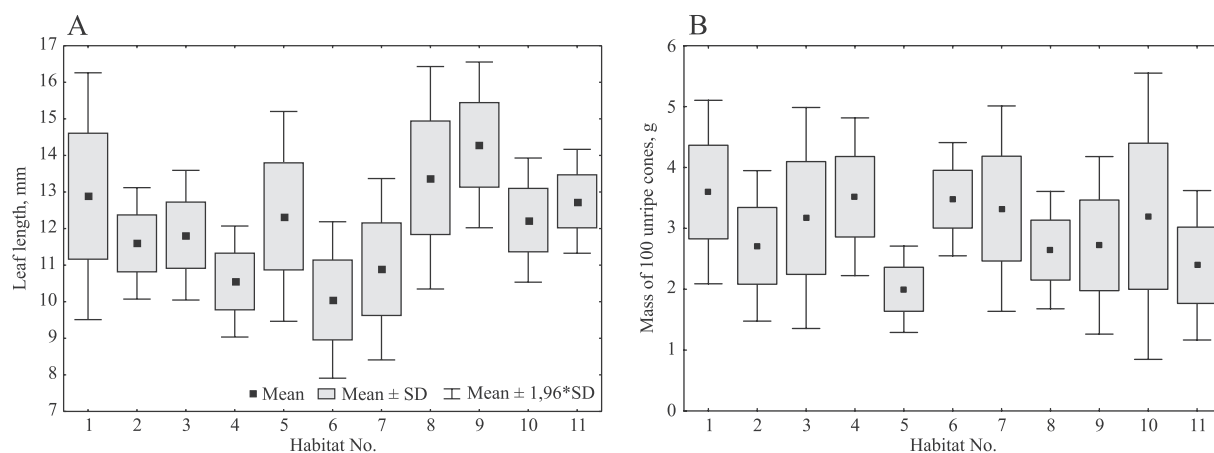 A
Leaf length, mm
17
16
15
14
13
12
11
10
9
8
7
Mean Mean ± SD Mean ± 1,96*SD
1 2 3 4 5 6 7 8 9 10 11
Habitat No.
B
Mass of 100 unripe cones, g
6
5
4
3
2
1
0
1 2 3 4 5 6 7 8 9 10 11
Habitat No.